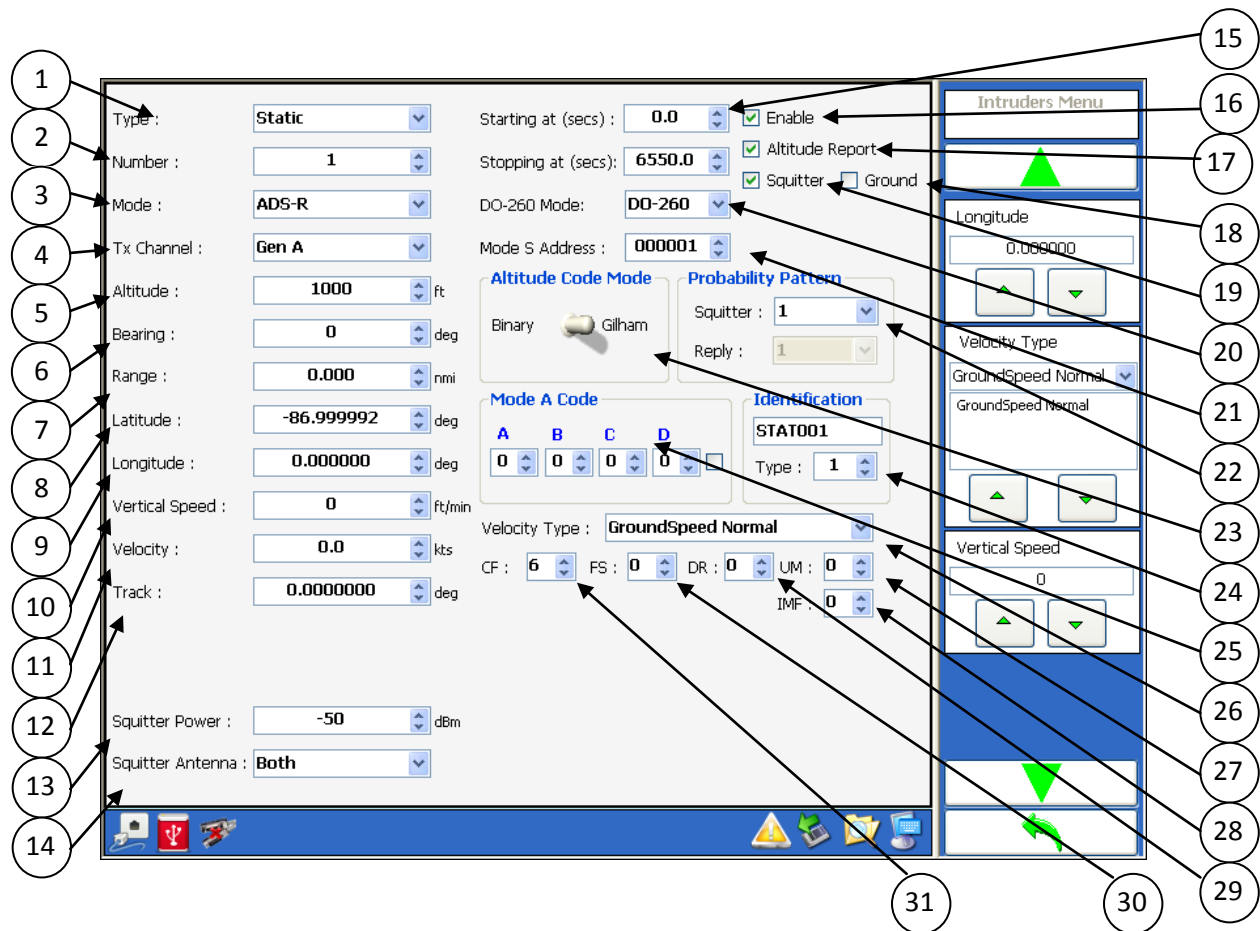 15
1
16
2
17
3
18
4
19
5
20
6
21
7
22
8
23
9
24
10
25
11
26
12
27
13
28
14
29
31
30
Type :
Static
Number :
1
Mode :
ADS-R
Tx Channel :
Gen A
Altitude :
1000
ft
Bearing :
0
deg
Range :
0.000
nmi
Latitude :
-86.999992
deg
Longitude :
0.000000
deg
Vertical Speed :
0
ft/min
Velocity :
0.0
kts
Track :
0.0000000
deg
Squitter Power :
-50
dBm
Squitter Antenna :
Both
Starting at (secs) :
0.0
Enable
Stopping at (secs):
6550.0
Altitude Report
Squitter
Ground
DO-260 Mode:
DO-260
Mode S Address :
000001
Altitude Code Mode
Binary
Gilham
Probability Pattern
Squitter :
1
Reply :
1
Mode A Code
A B C D
0 0 0 0
Identification
STAT001
Type :
1
Velocity Type :
GroundSpeed Normal
CF : 6 FS : 0 DR : 0 UM : 0
IMF : 0
Intruders Menu
Longitude
0.000000
Velocity Type
GroundSpeed Normal
GroundSpeed Normal
Vertical Speed
0